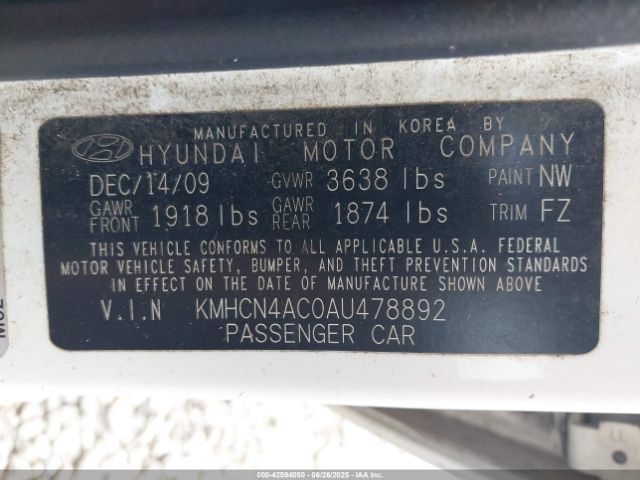 MANUFACTURED IN KOREA BY
HYUNDAI MOTOR COMPANY
DEC/14/09 GVWR 3638 lbs PAINT NW
GAWR FRONT 1918 lbs GAWR REAR 1874 lbs TRIM FZ
THIS VEHICLE CONFORMS TO ALL APPLICABLE U.S.A. FEDERAL
MOTOR VEHICLE SAFETY, BUMPER, AND THEFT PREVENTION STANDARDS
IN EFFECT ON THE DATE OF MANUFACTURE SHOWN ABOVE
V.I.N KMHCN4AC0AU478892
PASSENGER CAR
000-42594050 06/26/2025 - IAAI.COM